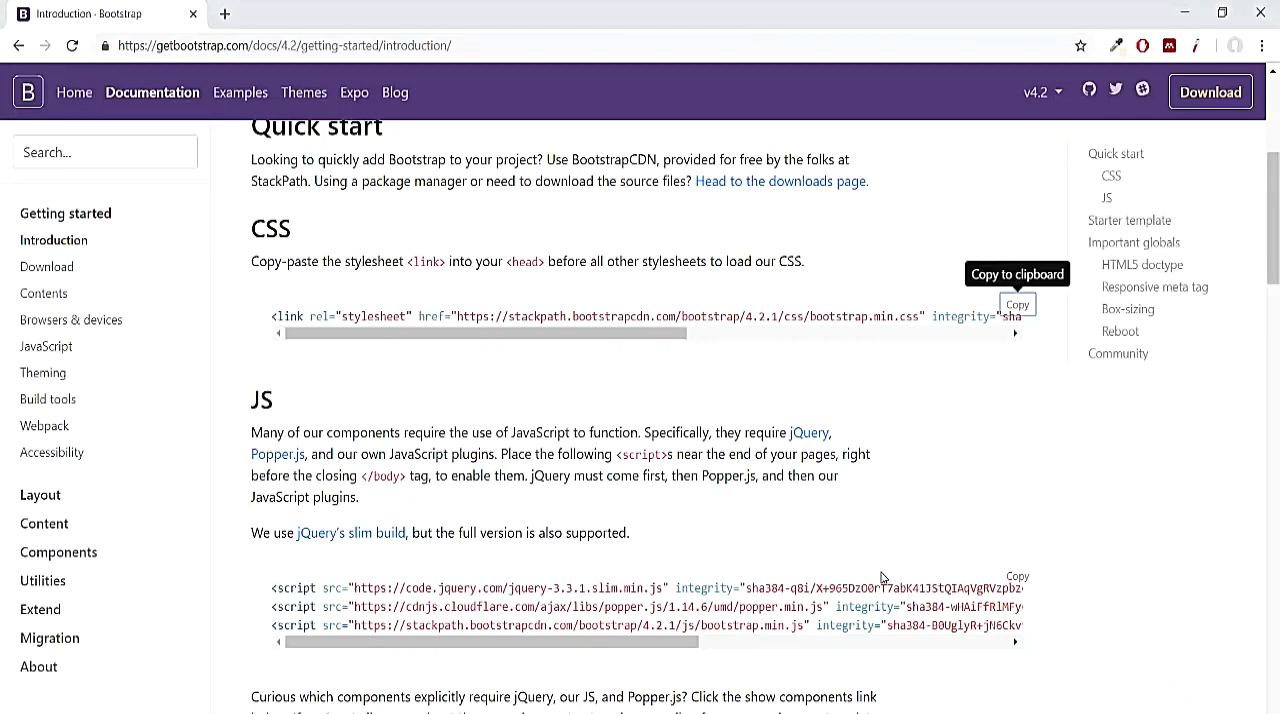 B Introduction · Bootstrap
https://getbootstrap.com/docs/4.2/getting-started/introduction/
B Home Documentation Examples Themes Expo Blog v4.2 Download
Search...
Getting started
Introduction
Download
Contents
Browsers & devices
JavaScript
Theming
Build tools
Webpack
Accessibility
Layout
Content
Components
Utilities
Extend
Migration
About
Quick start
Looking to quickly add Bootstrap to your project? Use BootstrapCDN, provided for free by the folks at
StackPath. Using a package manager or need to download the source files? Head to the downloads page.
CSS
Copy-paste the stylesheet <link> into your <head> before all other stylesheets to load our CSS.
Copy to clipboard
Copy
<link rel="stylesheet" href="https://stackpath.bootstrapcdn.com/bootstrap/4.2.1/css/bootstrap.min.css" integrity="sha
JS
Many of our components require the use of JavaScript to function. Specifically, they require jQuery,
Popper.js, and our own JavaScript plugins. Place the following <script>s near the end of your pages, right
before the closing </body> tag, to enable them. jQuery must come first, then Popper.js, and then our
JavaScript plugins.
We use jQuery's slim build, but the full version is also supported.
Copy
<script src="https://code.jquery.com/jquery-3.3.1.slim.min.js" integrity="sha384-q8i/X+965DzO0rT7abK41JStQIAqVgRVzpbz
<script src="https://cdnjs.cloudflare.com/ajax/libs/popper.js/1.14.6/umd/popper.min.js" integrity="sha384-wHAiFfRlMFy
<script src="https://stackpath.bootstrapcdn.com/bootstrap/4.2.1/js/bootstrap.min.js" integrity="sha384-B0UglyR+jN6Ckv
Curious which components explicitly require jQuery, our JS, and Popper.js? Click the show components link
Quick start
CSS
JS
Starter template
Important globals
HTML5 doctype
Responsive meta tag
Box-sizing
Reboot
Community